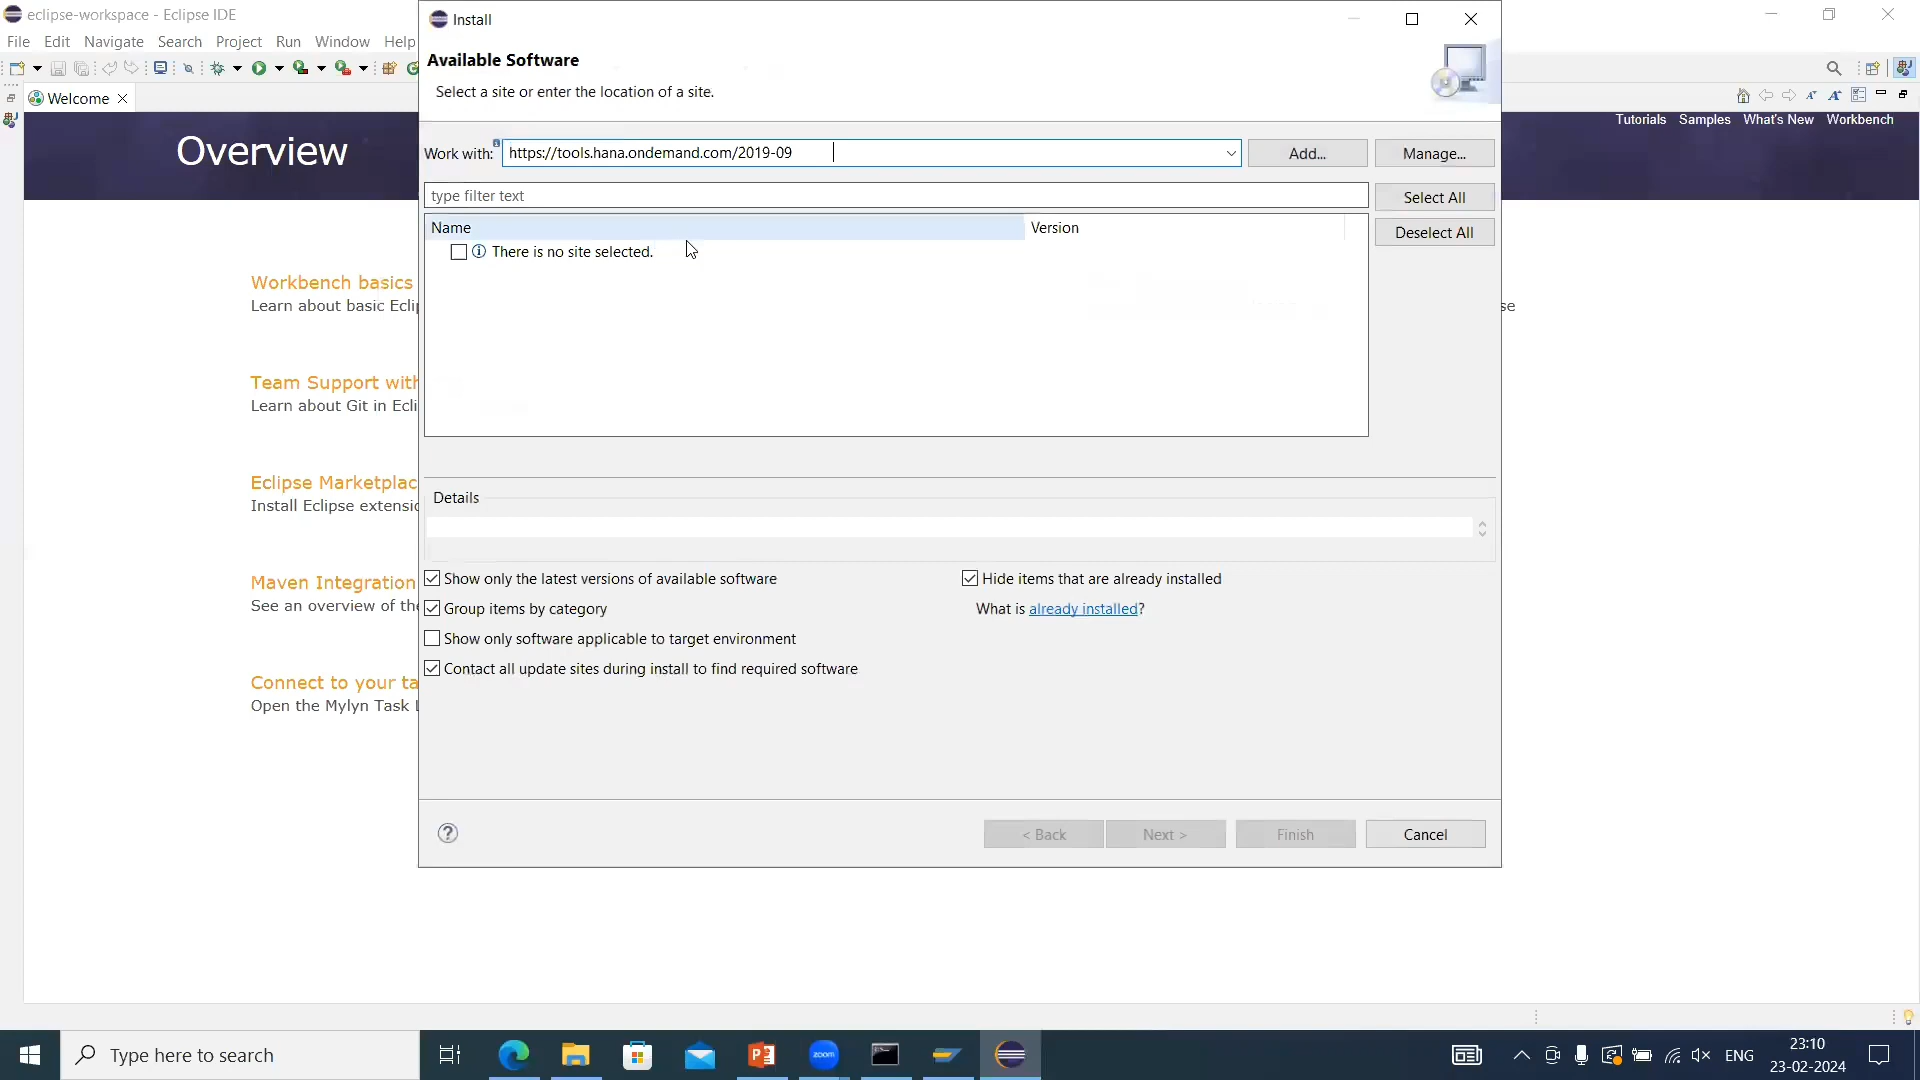 eclipse-workspace - Eclipse IDE
File Edit Navigate Search Project Run Window Help
Welcome
Tutorials Samples What's New Workbench
Overview
Workbench basics
Learn about basic Ecli
Team Support with
Learn about Git in Ecli
Eclipse Marketplac
Install Eclipse extensio
Maven Integration
See an overview of the
Connect to your ta
Open the Mylyn Task L
se
Install
Available Software
Select a site or enter the location of a site.
Work with: https://tools.hana.ondemand.com/2019-09 Add... Manage...
type filter text Select All
Name Version Deselect All
There is no site selected.
Details
Show only the latest versions of available software Hide items that are already installed
Group items by category What is already installed?
Show only software applicable to target environment
Contact all update sites during install to find required software
< Back Next > Finish Cancel
Type here to search
zoom
ENG
23:10
23-02-2024